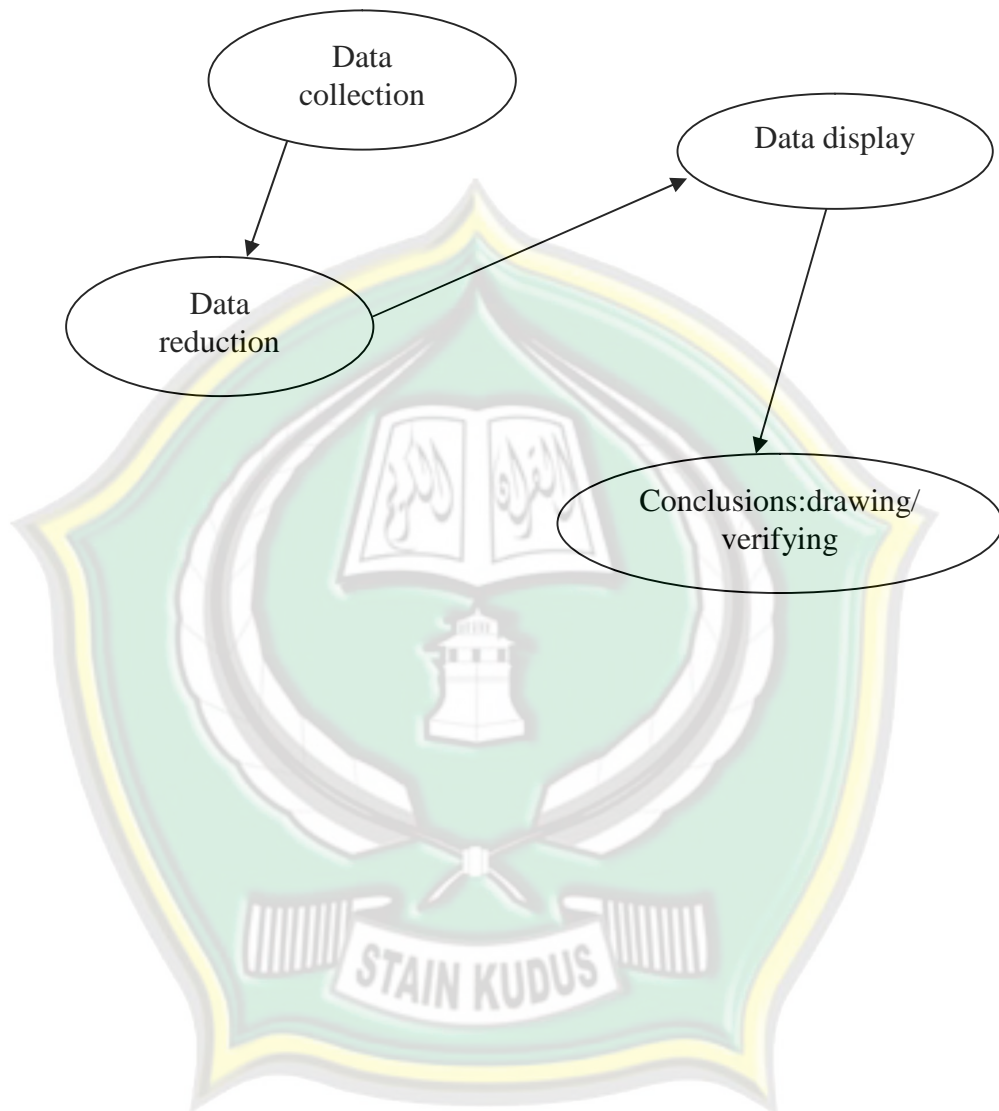 Data
collection
Data display
Data
reduction
Conclusions:drawing/
verifying
STAIN KUDUS